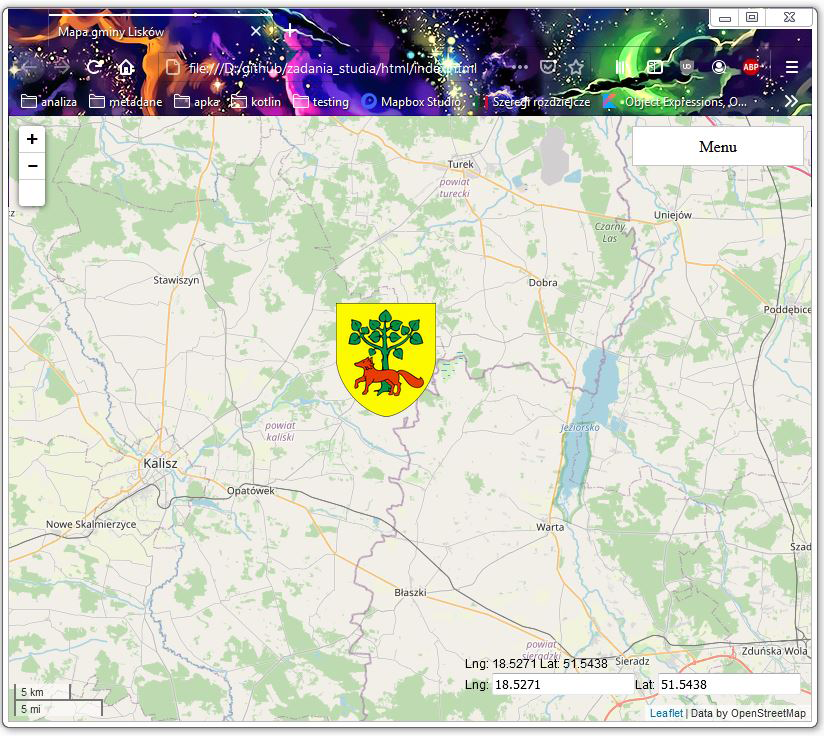 Mapa gminy Lisków
file:///D:/github/zadania_studia/html/index.html
ABP
analiza metadane apka kotlin testing Mapbox Studio Szeregi rozdzielcze Object Expressions, O...
+
−
Menu
Turek
powiat
turecki
Uniejów
Czarny
Las
Stawiszyn
Dobra
Poddębice
Jeziorsko
powiat
kaliski
Kalisz
Opatówek
Nowe Skalmierzyce
Warta
Szad
Błaszki
powiat
sieradzki
Zduńska Wola
Sieradz
Lng: 18.5271 Lat: 51.5438
Lng: 18.5271 Lat: 51.5438
5 km
5 mi
Leaflet | Data by OpenStreetMap